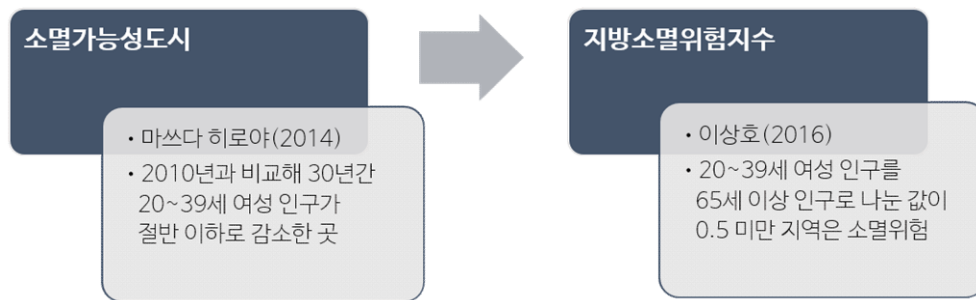 소멸가능성도시
• 마쓰다 히로야(2014)
• 2010년과 비교해 30년간
20~39세 여성 인구가
절반 이하로 감소한 곳
지방소멸위험지수
• 이상호(2016)
• 20~39세 여성 인구를
65세 이상 인구로 나눈 값이
0.5 미만 지역은 소멸위험